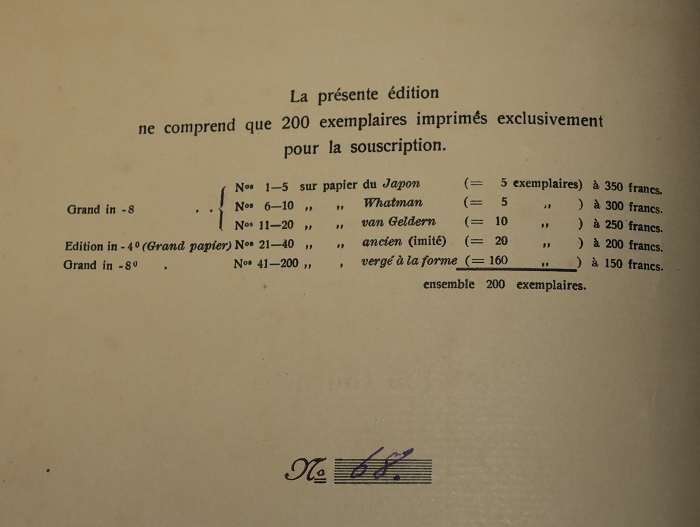 La présente édition
ne comprend que 200 exemplaires imprimés exclusivement
pour la souscription.
Grand in -8 . . { Nos 1—5 sur papier du Japon (= 5 exemplaires) à 350 francs.
Nos 6—10 „ „ Whatman (= 5 „ ) à 300 francs.
Nos 11—20 „ „ van Geldern (= 10 „ ) à 250 francs.
Edition in - 4⁰ (Grand papier) Nos 21—40 „ „ ancien (imité) (= 20 „ ) à 200 francs.
Grand in -8⁰ . Nos 41—200 „ , vergé à la forme (= 160 „ ) à 150 francs.
ensemble 200 exemplaires.
No 68.